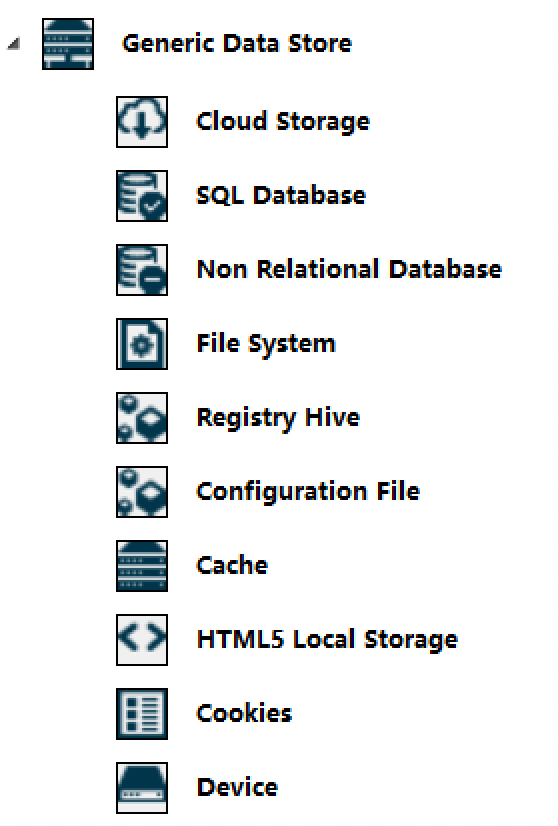 Generic Data Store
Cloud Storage
SQL Database
Non Relational Database
File System
Registry Hive
Configuration File
Cache
HTML5 Local Storage
Cookies
Device